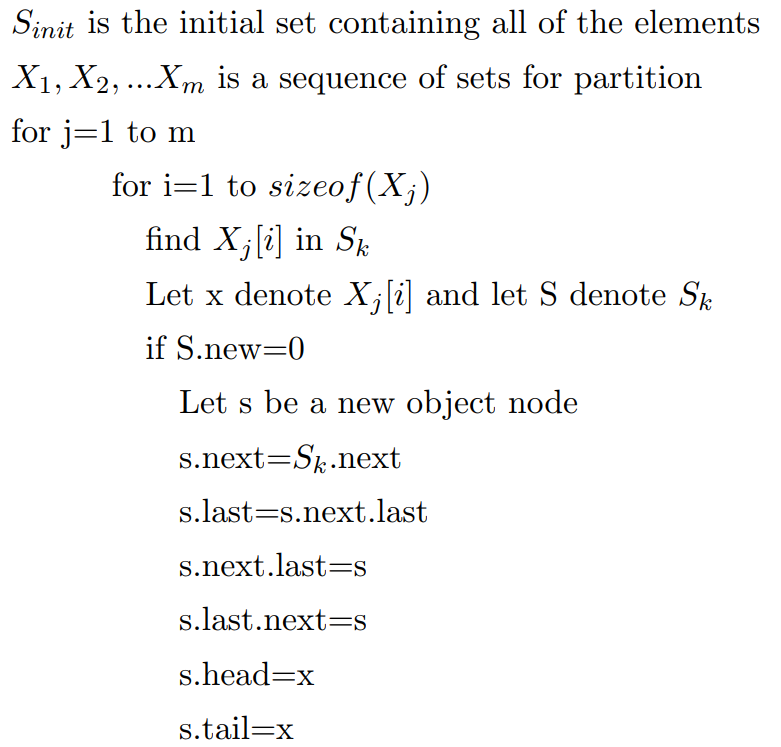 S_init is the initial set containing all of the elements
X_1, X_2, ...X_m is a sequence of sets for partition
for j=1 to m
for i=1 to sizeof(X_j)
find X_j[i] in S_k
Let x denote X_j[i] and let S denote S_k
if S.new=0
Let s be a new object node
s.next=S_k.next
s.last=s.next.last
s.next.last=s
s.last.next=s
s.head=x
s.tail=x